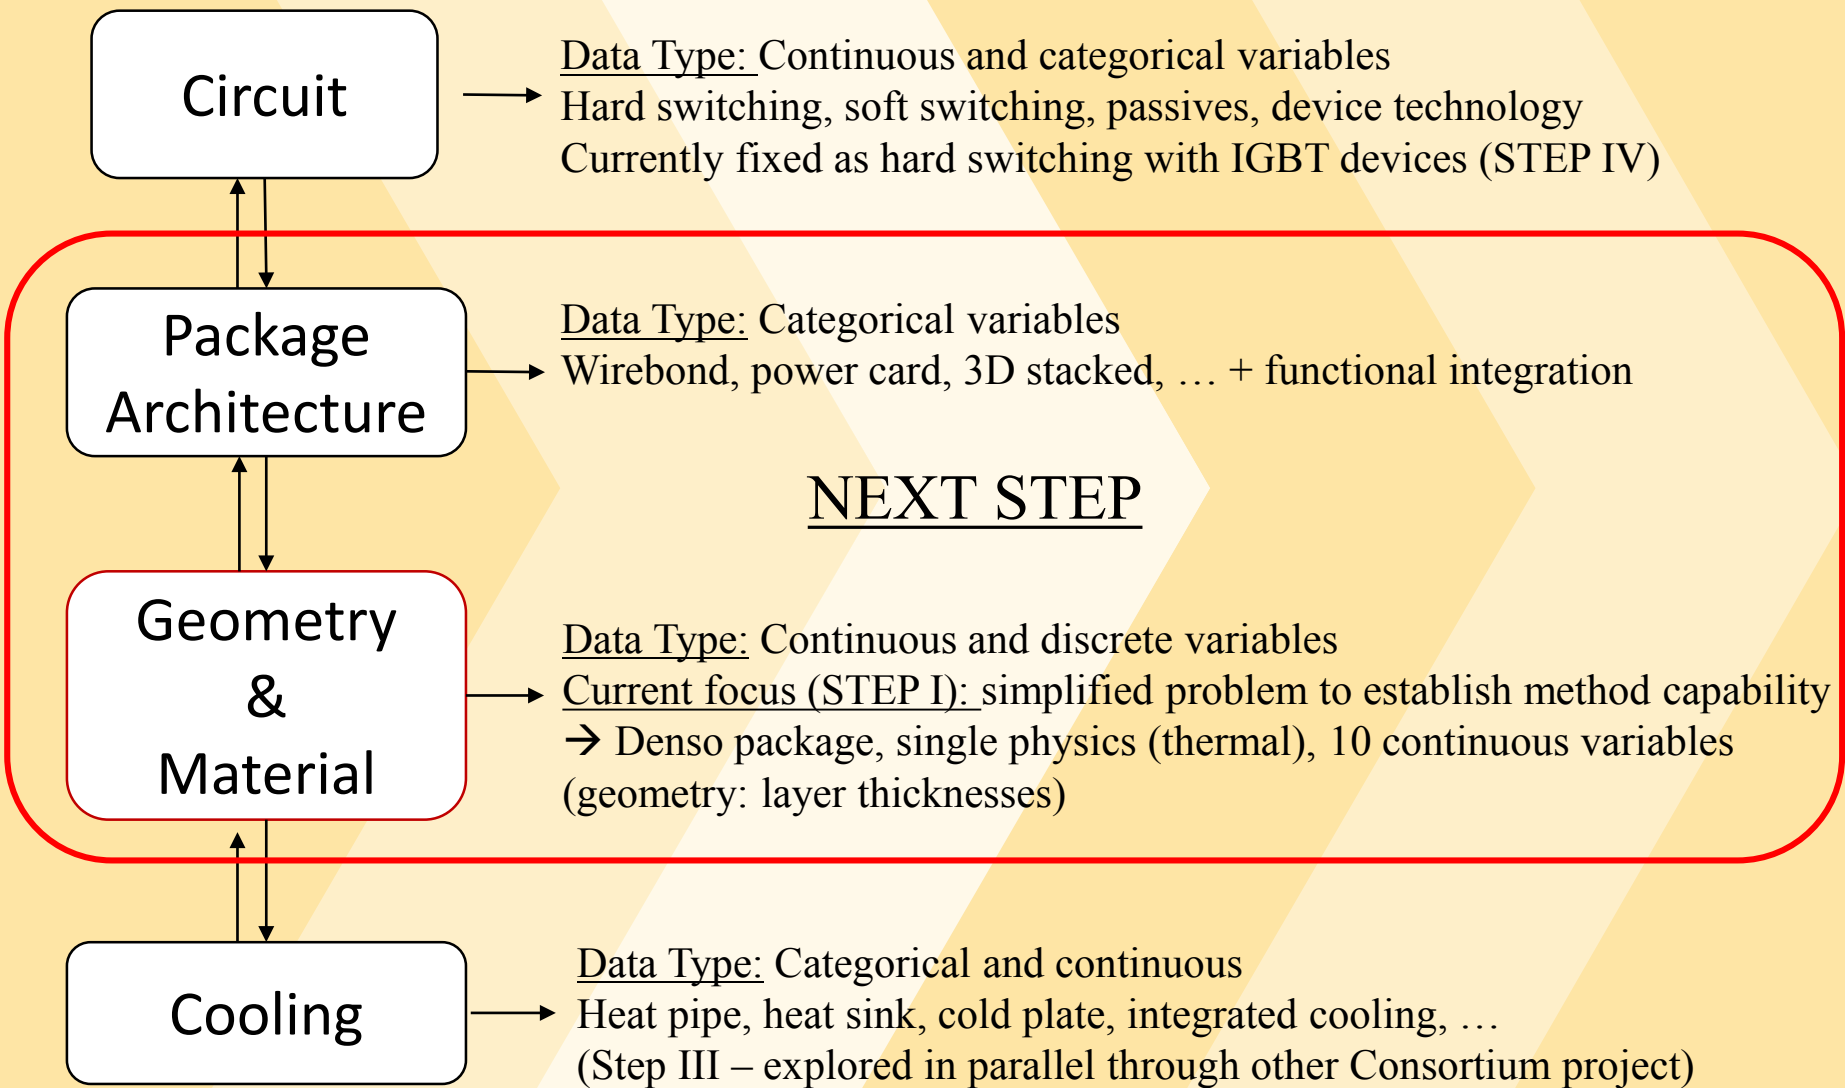 Circuit
Data Type: Continuous and categorical variables
Hard switching, soft switching, passives, device technology
Currently fixed as hard switching with IGBT devices (STEP IV)
Package
Architecture
Data Type: Categorical variables
Wirebond, power card, 3D stacked, … + functional integration
NEXT STEP
Geometry
&
Material
Data Type: Continuous and discrete variables
Current focus (STEP I): simplified problem to establish method capability
→ Denso package, single physics (thermal), 10 continuous variables
(geometry: layer thicknesses)
Cooling
Data Type: Categorical and continuous
Heat pipe, heat sink, cold plate, integrated cooling, …
(Step III – explored in parallel through other Consortium project)